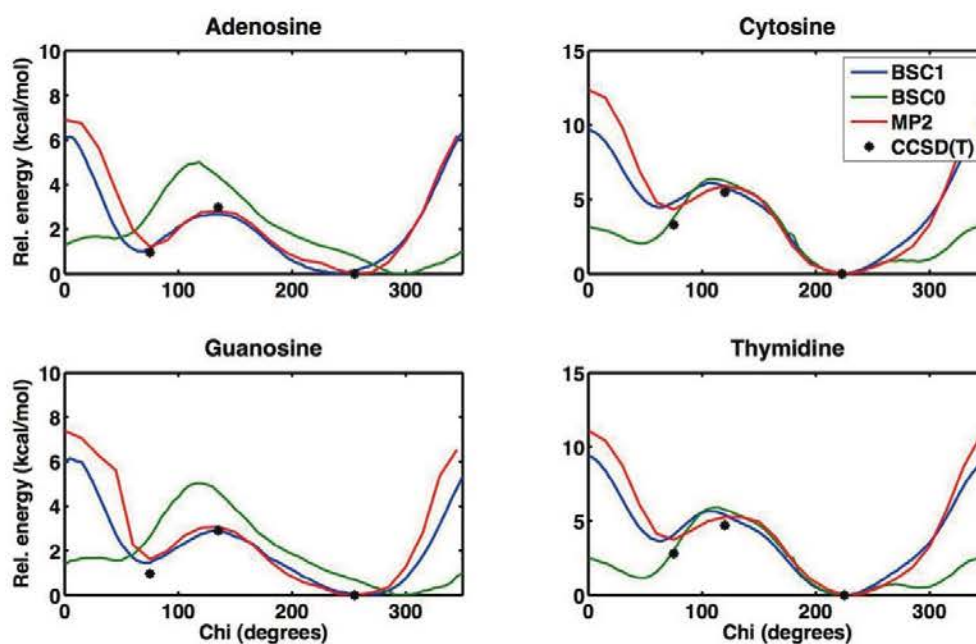 Adenosine
Rel. energy (kcal/mol)
10
8
6
4
2
0
0 100 200 300
Cytosine
15
10
5
0
0 100 200 300
BSC1
BSC0
MP2
CCSD(T)
Guanosine
Rel. energy (kcal/mol)
10
8
6
4
2
0
0 100 200 300
Chi (degrees)
Thymidine
15
10
5
0
0 100 200 300
Chi (degrees)